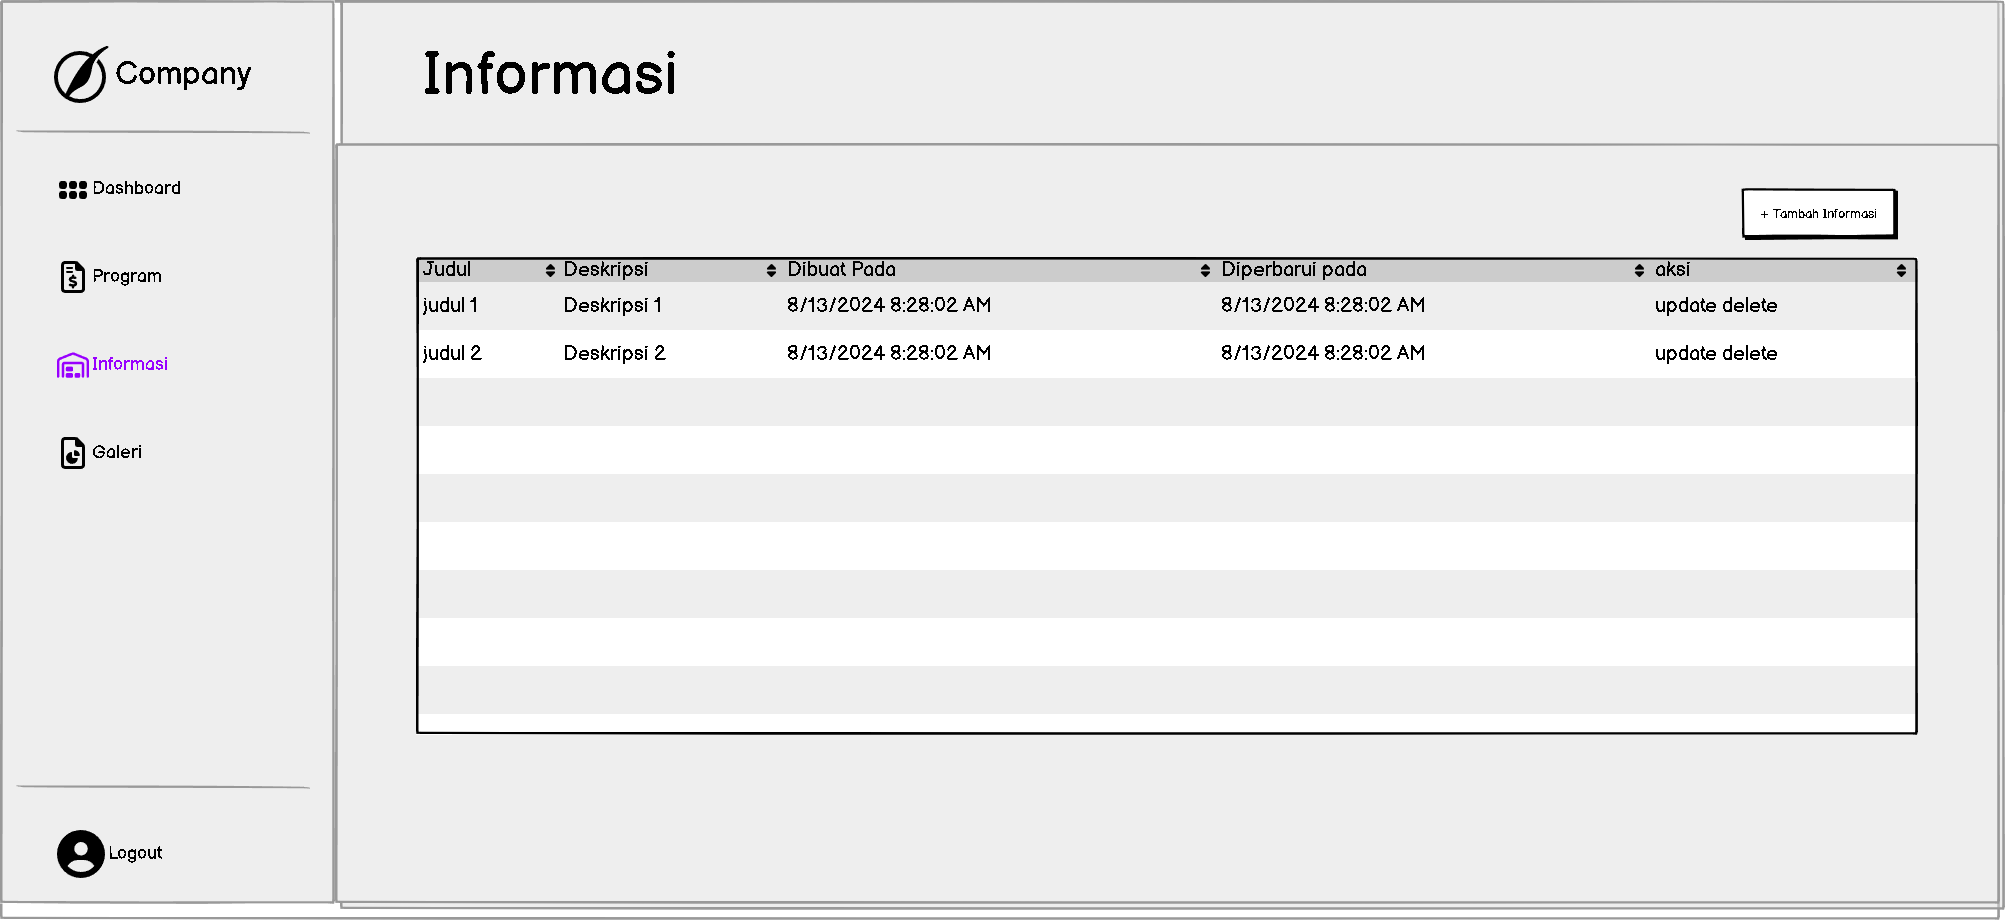 Company
Dashboard
Program
Informasi
Galeri
Logout
Informasi
+ Tambah Informasi
Judul Deskripsi Dibuat Pada Diperbarui pada aksi
judul 1 Deskripsi 1 8/13/2024 8:28:02 AM 8/13/2024 8:28:02 AM update delete
judul 2 Deskripsi 2 8/13/2024 8:28:02 AM 8/13/2024 8:28:02 AM update delete